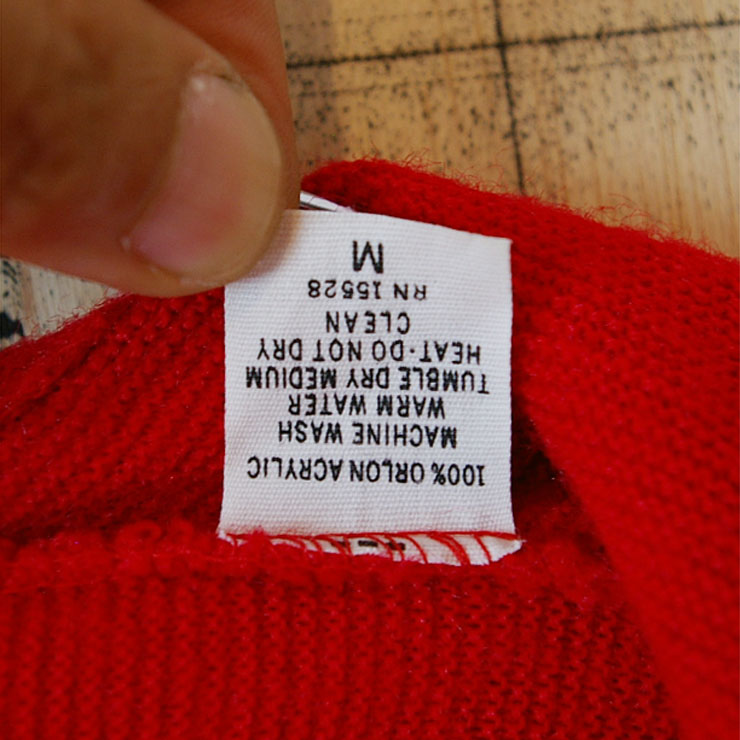 100% ORLON ACRYLIC
MACHINE WASH
WARM WATER
TUMBLE DRY MEDIUM
HEAT-DO NOT DRY
CLEAN
RN 15528
M